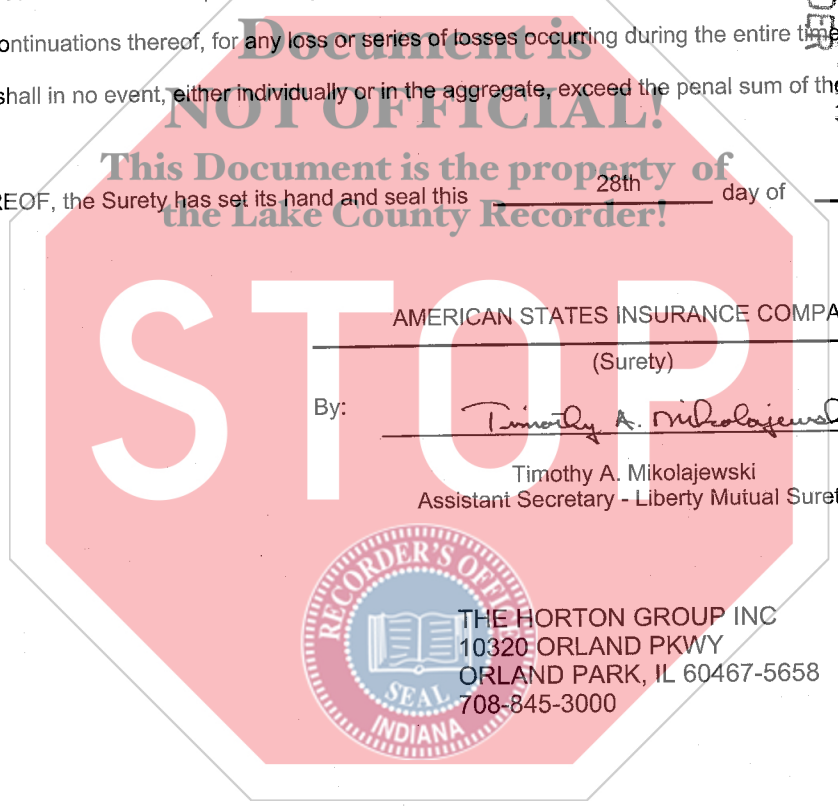 Document is
ontinuations thereof, for any loss or series of losses occurring during the entire time
shall in no event, either individually or in the aggregate, exceed the penal sum of the
NOT OFFICIAL!
This Document is the property of
REOF, the Surety has set its hand and seal this 28th day of
the Lake County Recorder!
STOP
AMERICAN STATES INSURANCE COMPA
(Surety)
By: Timothy A. Mikolajewsk
Timothy A. Mikolajewski
Assistant Secretary - Liberty Mutual Suret
RECORDER'S OFFICE
SEAL
INDIANA
THE HORTON GROUP INC
10320 ORLAND PKWY
ORLAND PARK, IL 60467-5658
708-845-3000